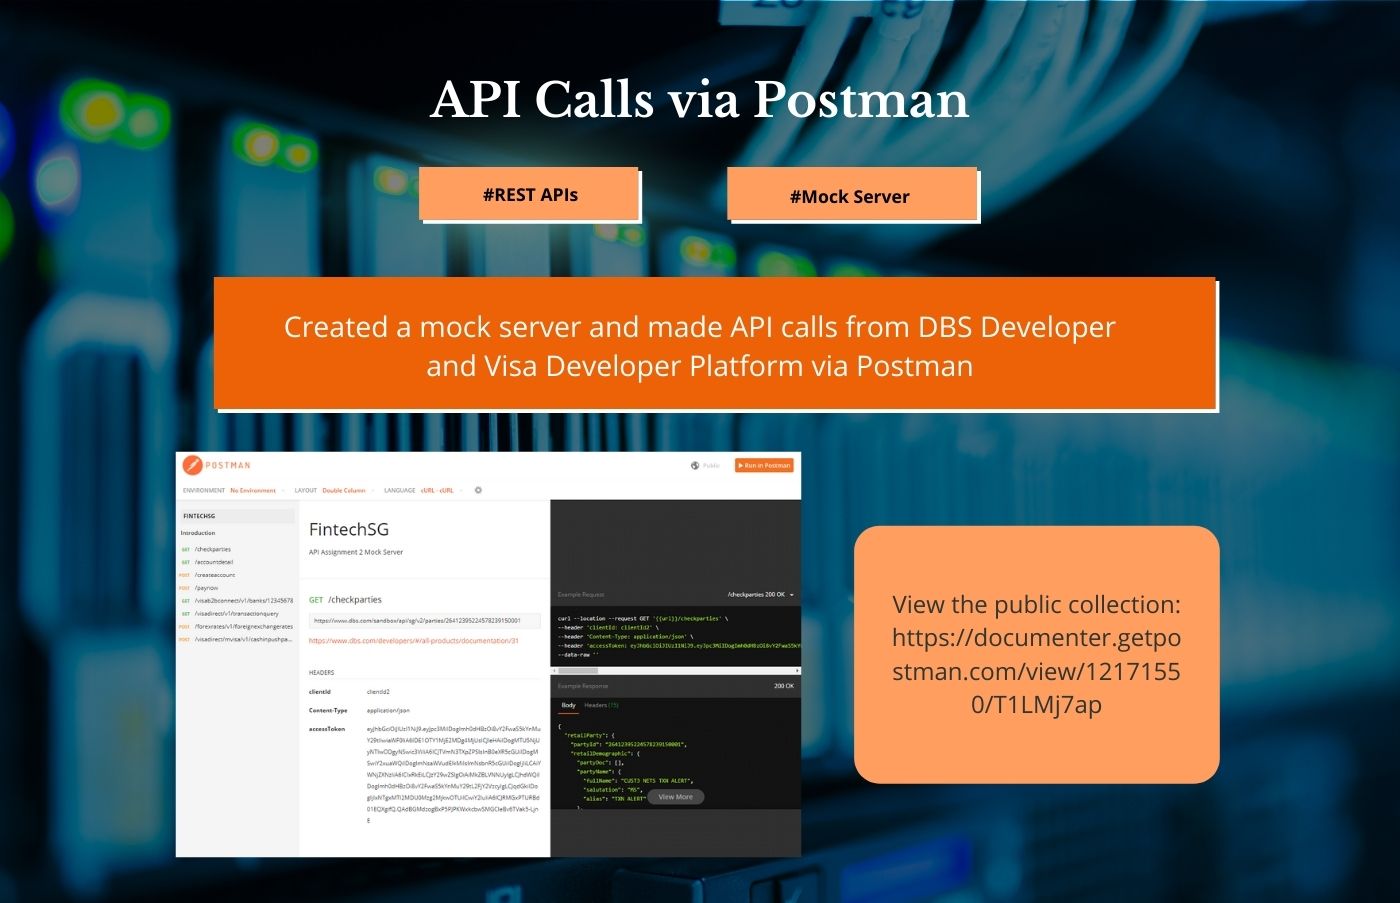 API Calls via Postman
#REST APIs
#Mock Server
Created a mock server and made API calls from DBS Developer
and Visa Developer Platform via Postman
POSTMAN
Public
Run in Postman
ENVIRONMENT No Environment
LAYOUT Double Column
LANGUAGE cURL - cURL
FINTECHSG
Introduction
GET /checkparties
GET /accountdetail
POST /createaccount
POST /paynow
GET /visab2bconnect/v1/banks/12345678
GET /visadirect/v1/transactionquery
POST /forexrates/v1/foreignexchangerates
POST /visadirect/mvisa/v1/cashinpushpa...
FintechSG
API Assignment 2 Mock Server
GET /checkparties
https://www.dbs.com/sandbox/api/sg/v2/parties/26412395224578239150001
https://www.dbs.com/developers/#/all-products/documentation/31
HEADERS
clientId clientId2
Content-Type application/json
accessToken
Example Request
/checkparties 200 OK
curl --location --request GET '{{url}}/checkparties' \
--header 'clientId: clientId2' \
--header 'Content-Type: application/json' \
--header 'accessToken:
--data-raw ''
Example Response
200 OK
Body Headers (15)
{
"retailParty": {
"partyId": "26412395224578239150001",
"retailDemographic": {
"partyDoc": [],
"partyName": {
"fullName": "CUST3 NETS TXN ALERT",
"salutation": "MS",
"alias": "TXN ALERT"
},
View More
View the public collection:
https://documenter.getpo
stman.com/view/1217155
0/T1LMj7ap